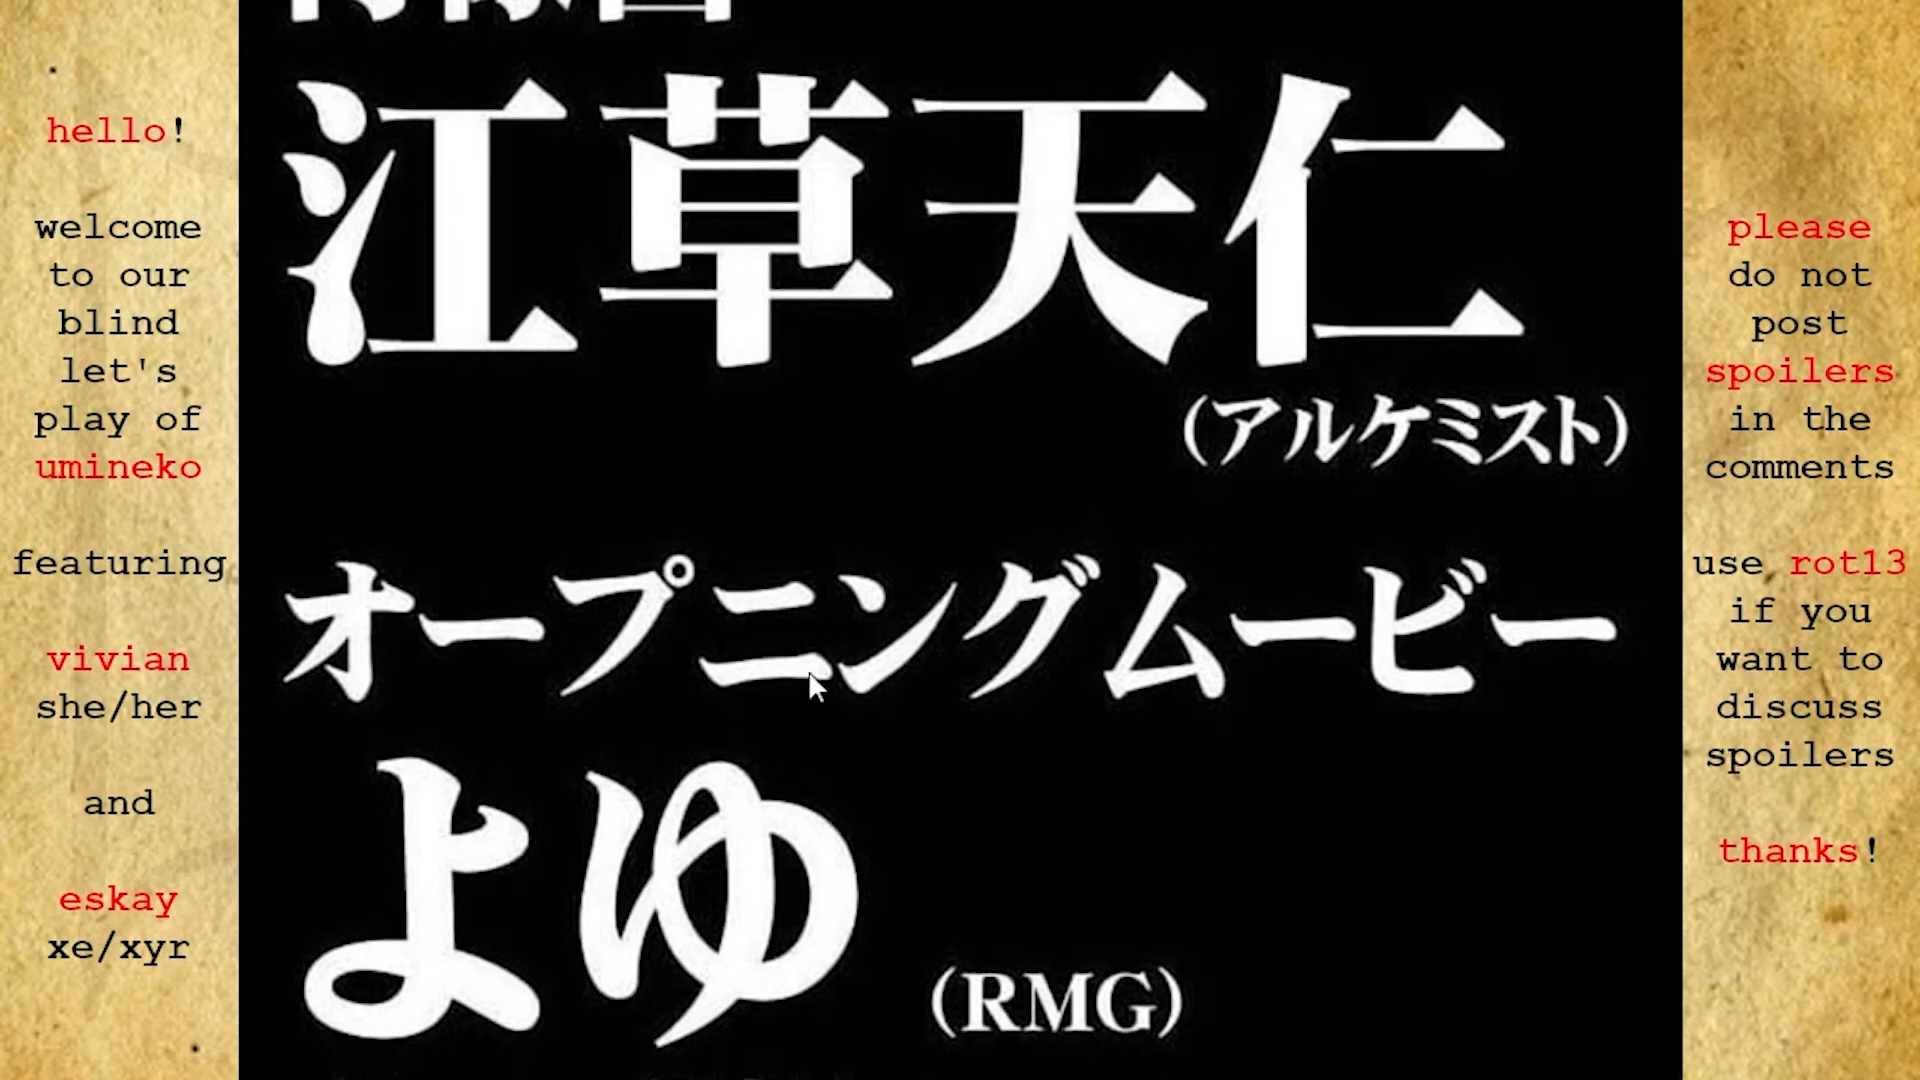 hello!
welcome
to our
blind
let's
play of
umineko
featuring
vivian
she/her
and
eskay
xe/xyr
江草天仁
(アルケミスト)
オープニングムービー
よゆ
(RMG)
please
do not
post
spoilers
in the
comments
use rot13
if you
want to
discuss
spoilers
thanks!